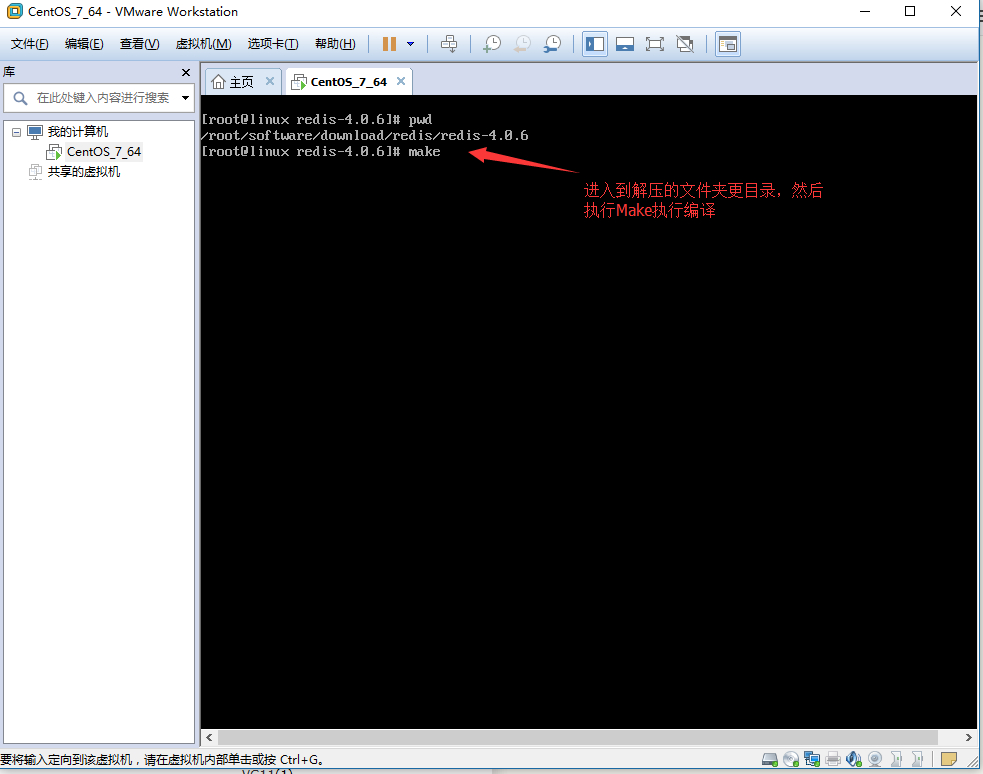 CentOS_7_64 - VMware Workstation
文件(F) 编辑(E) 查看(V) 虚拟机(M) 选项卡(T) 帮助(H)
库
在此处键入内容进行搜索
我的计算机
CentOS_7_64
共享的虚拟机
主页
CentOS_7_64
[root@linux redis-4.0.6]# pwd
/root/software/download/redis/redis-4.0.6
[root@linux redis-4.0.6]# make
进入到解压的文件夹更目录，然后
执行Make执行编译
要将输入定向到该虚拟机，请在虚拟机内部单击或按 Ctrl+G。